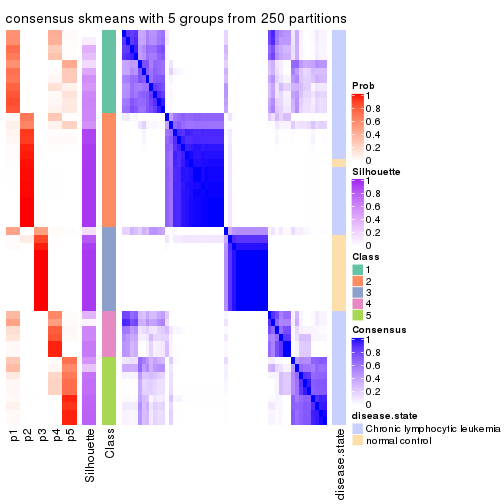 consensus skmeans with 5 groups from 250 partitions
p1
p2
p3
p4
p5
Silhouette
Class
disease.state
Prob
1
0.8
0.6
0.4
0.2
0
Silhouette
1
0.8
0.6
0.4
0.2
0
Class
1
2
3
4
5
Consensus
1
0.8
0.6
0.4
0.2
0
disease.state
Chronic lymphocytic leukemia
normal control